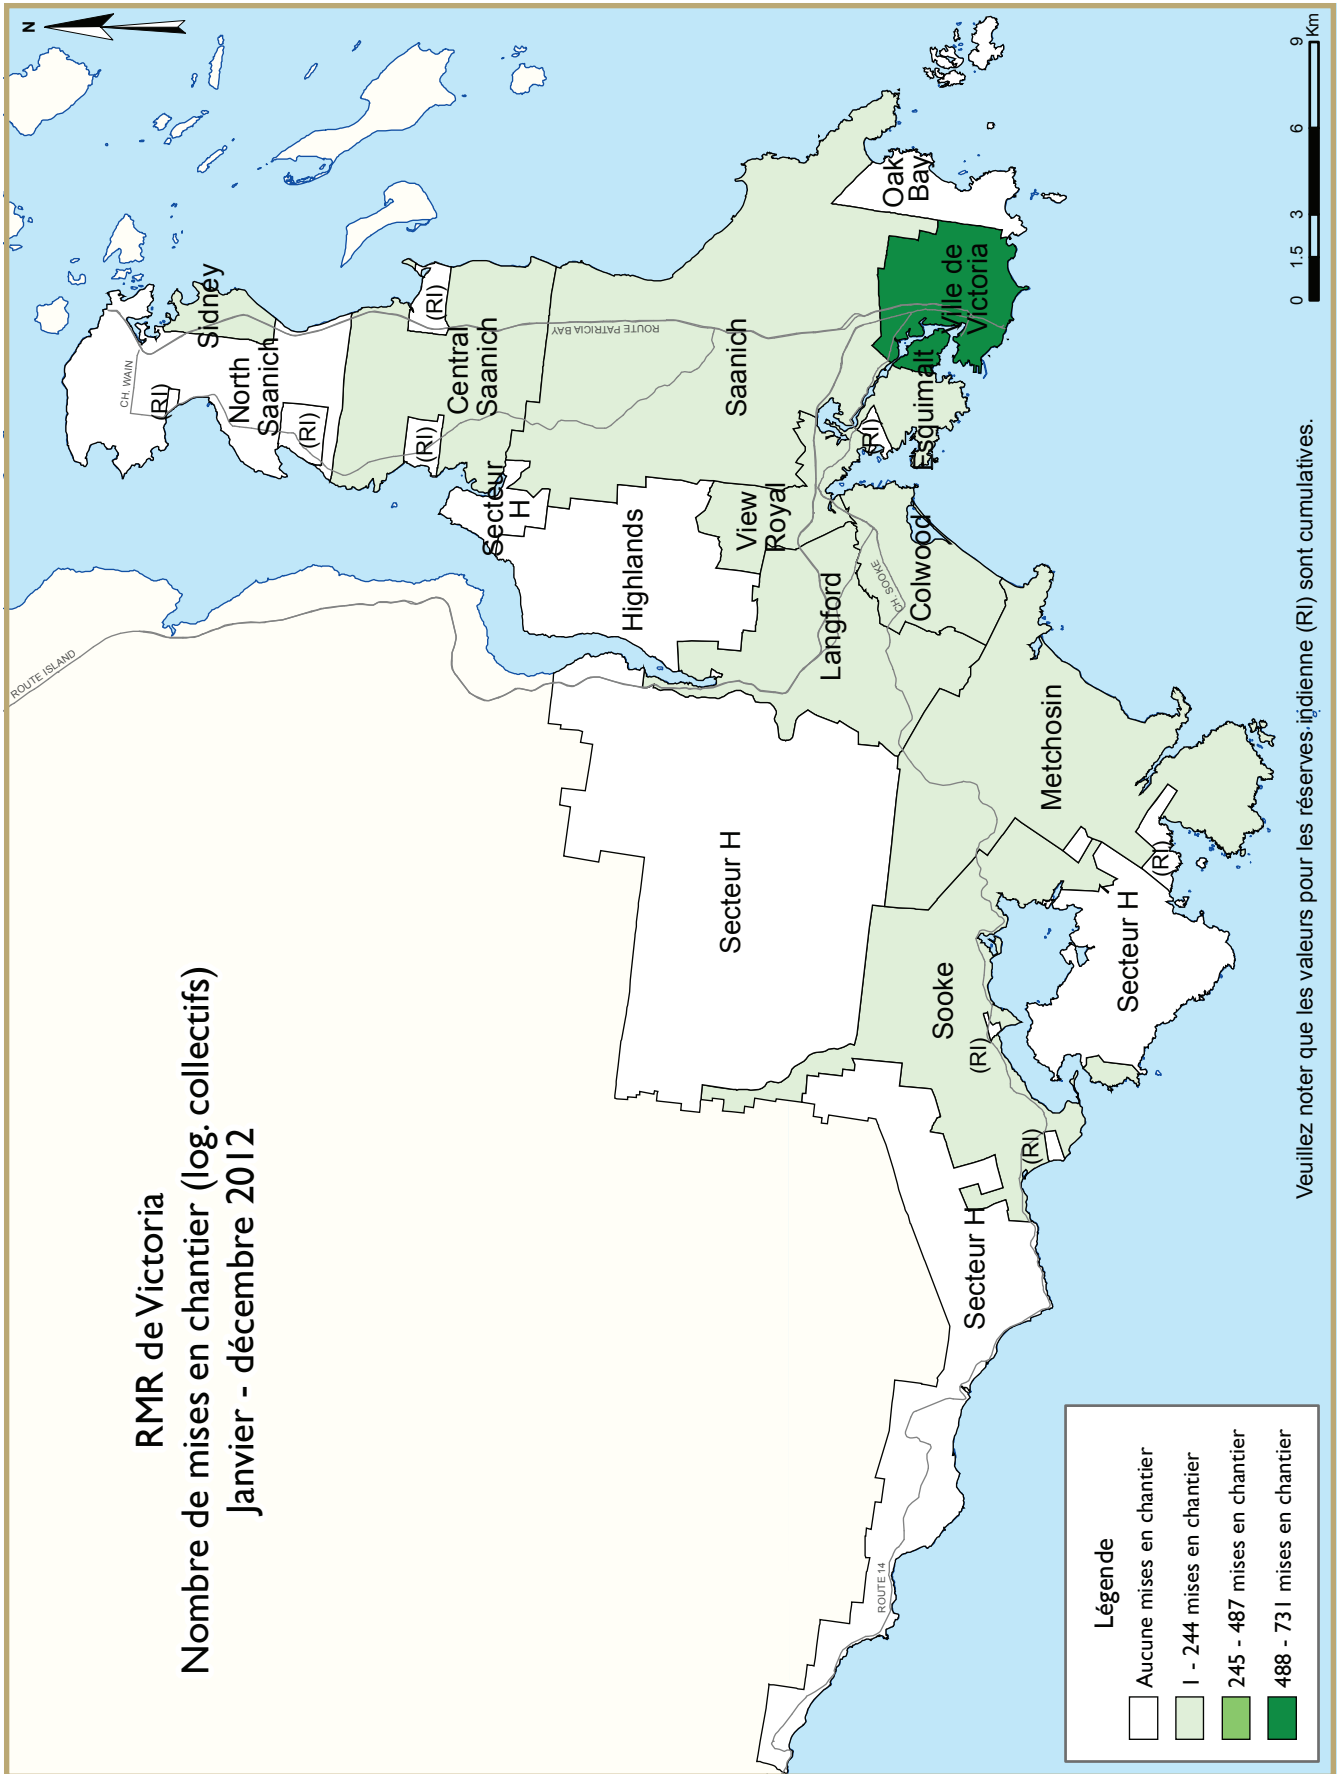 RMR de Victoria
Nombre de mises en chantier (log. collectifs)
Janvier - décembre 2012
N
ROUTE ISLAND
CH. WAIN
(RI)
Sidney
North
Saanich
(RI)
(RI)
Central
Saanich
(RI)
Secteur
H
ROUTE PATRICIA BAY
Saanich
Highlands
View
Royal
Langford
CH. SOOKE
Colwood
(RI)
Esquimalt
Ville de
Victoria
Oak
Bay
Secteur H
Metchosin
(RI)
Secteur H
Sooke
(RI)
(RI)
Secteur H
ROUTE 14
Légende
Aucune mises en chantier
1 - 244 mises en chantier
245 - 487 mises en chantier
488 - 731 mises en chantier
Veuillez noter que les valeurs pour les réserves indienne (RI) sont cumulatives.
0 1.5 3 6 9
Km